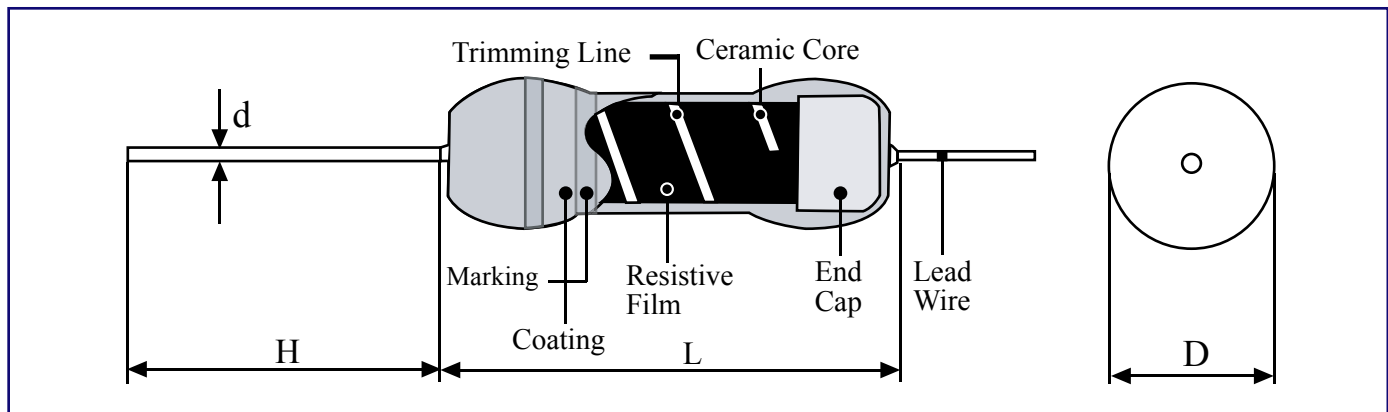 Trimming Line
Ceramic Core
d
Marking
Resistive
Film
End
Cap
Lead
Wire
Coating
H
L
D